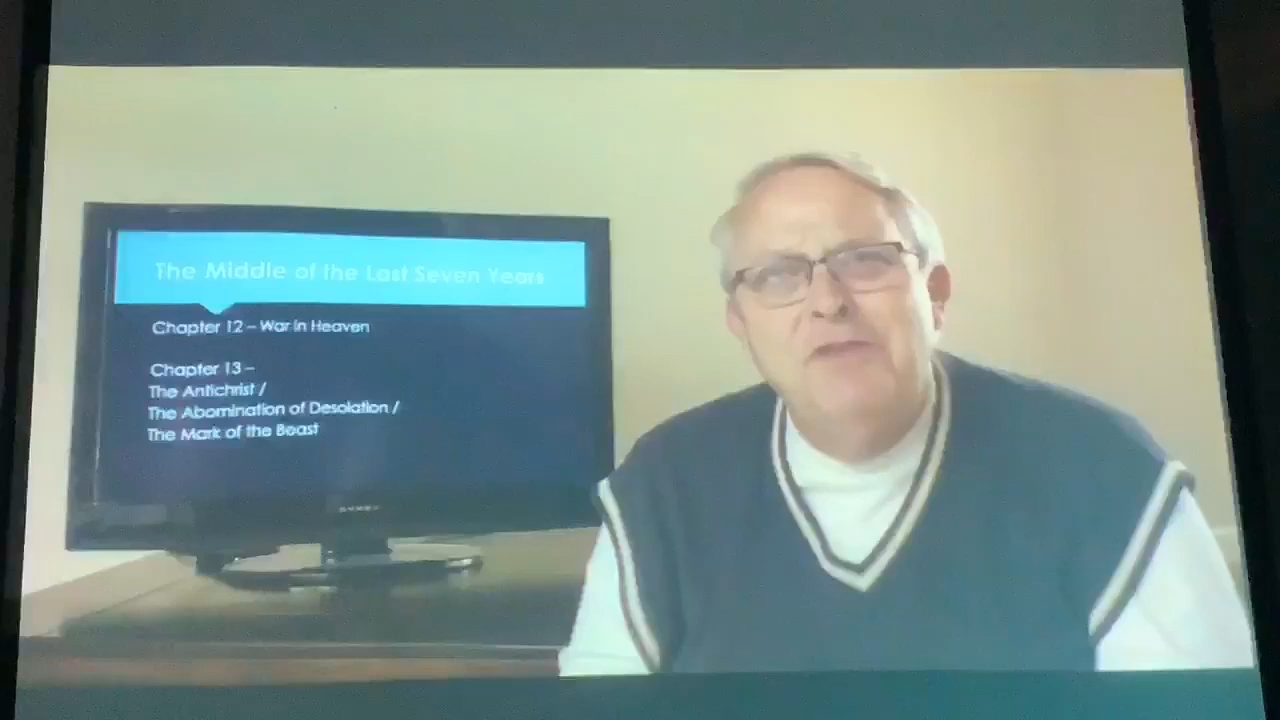 The Middle of the Last Seven Years
Chapter 12 – War in Heaven
Chapter 13 –
The Antichrist /
The Abomination of Desolation /
The Mark of the Beast